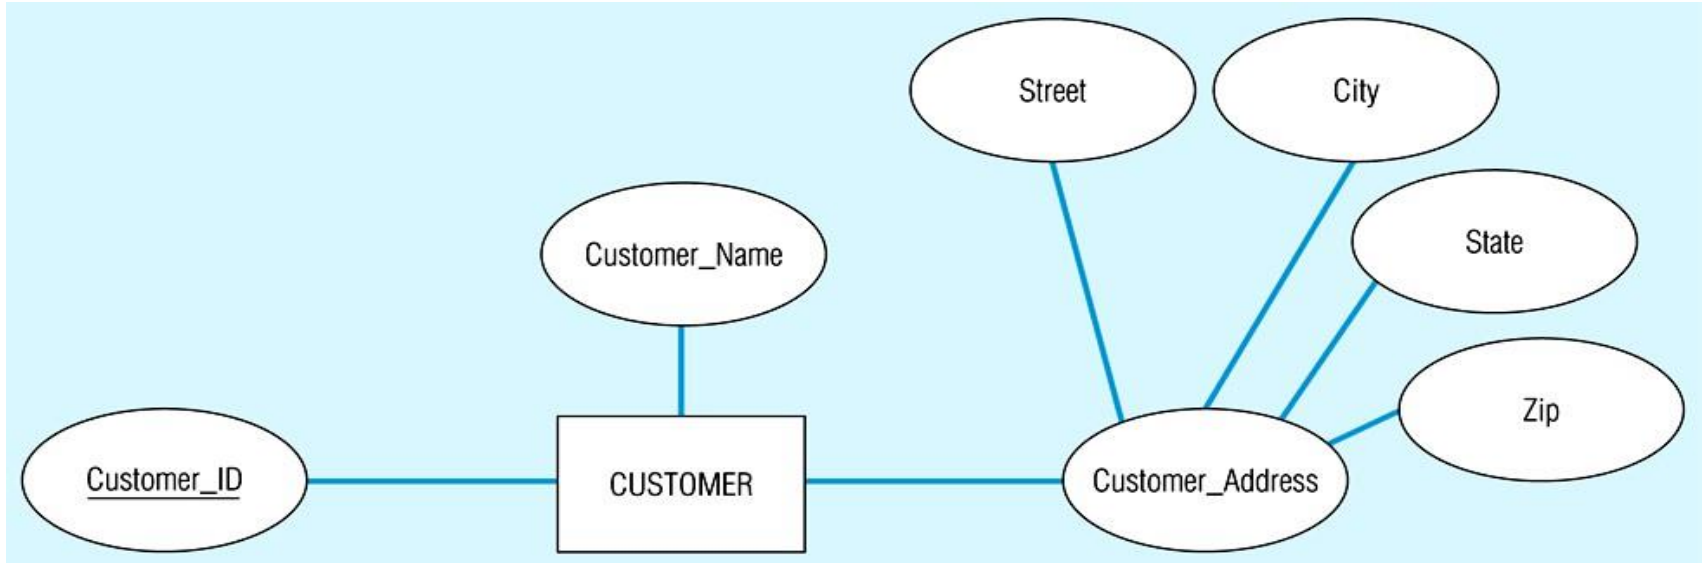 Street
City
State
Customer_Name
Zip
Customer_ID
CUSTOMER
Customer_Address